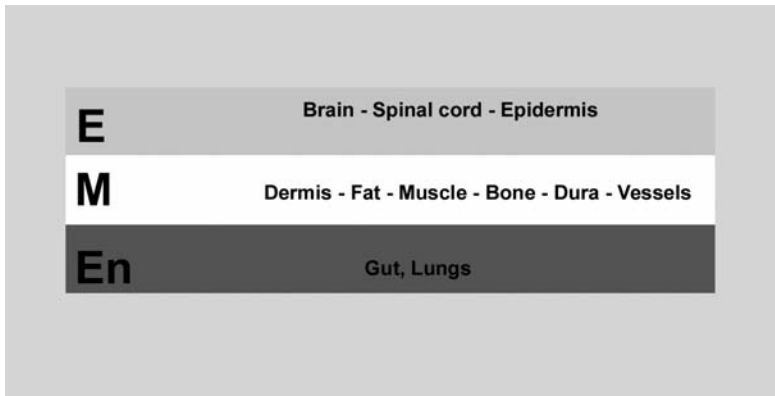 E
Brain - Spinal cord - Epidermis
M
Dermis - Fat - Muscle - Bone - Dura - Vessels
En
Gut, Lungs